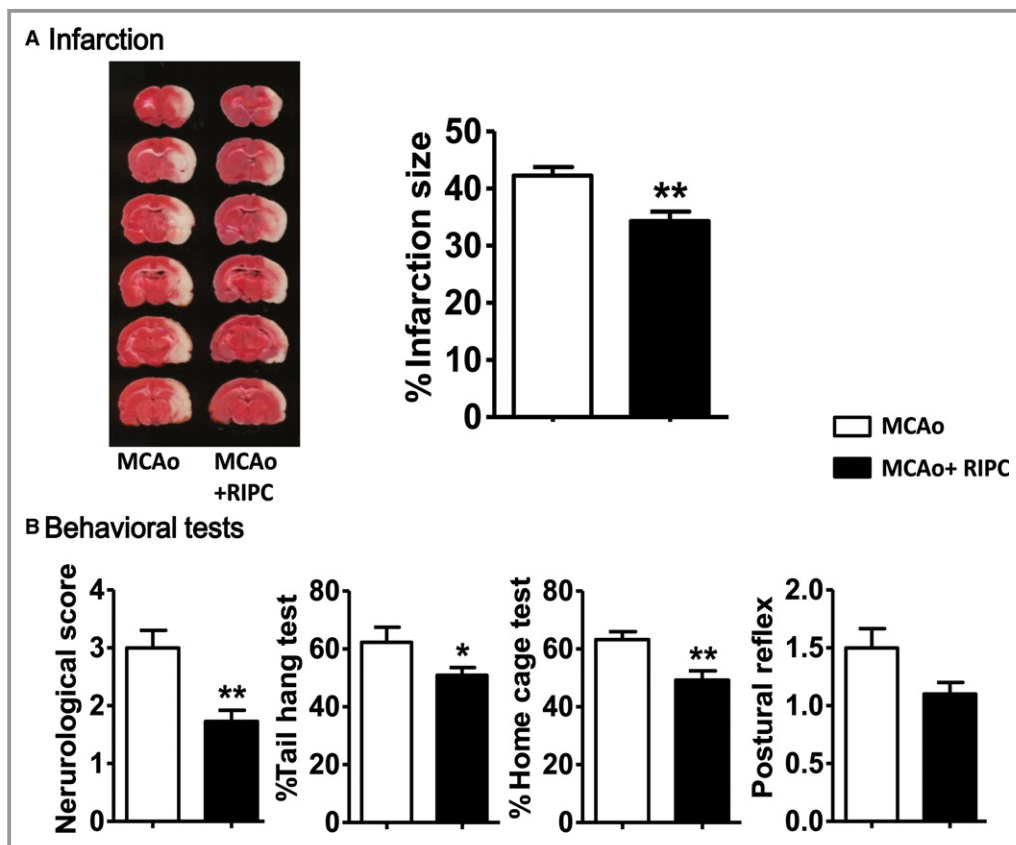 A Infarction
MCAo
MCAo
+RIPC
% Infarction size
50
40
30
20
10
0
**
MCAo
MCAo+ RIPC
B Behavioral tests
Nerurological score
4
3
2
1
0
**
%Tail hang test
80
60
40
20
0
*
% Home cage test
80
60
40
20
0
**
Postural reflex
2.0
1.5
1.0
0.5
0.0